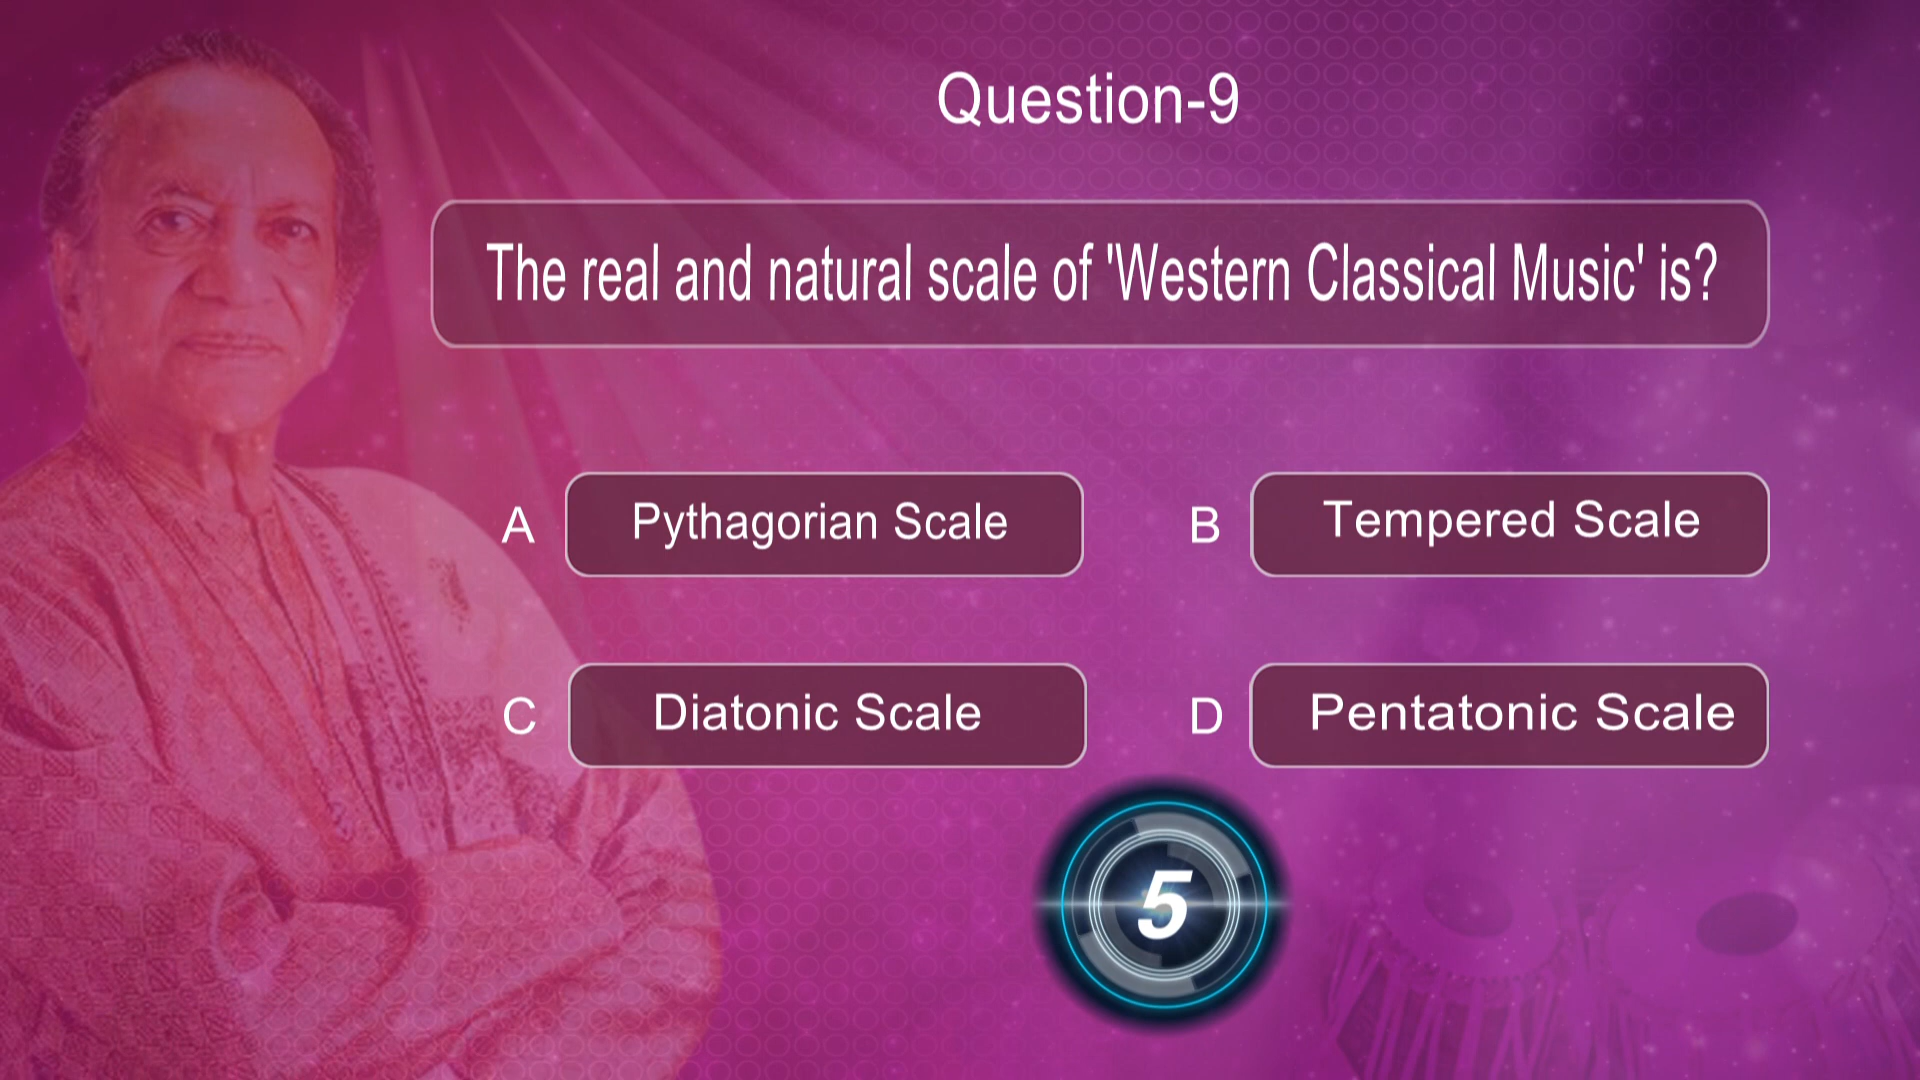 Question-9
The real and natural scale of 'Western Classical Music' is?
A Pythagorian Scale
B Tempered Scale
C Diatonic Scale
D Pentatonic Scale
5